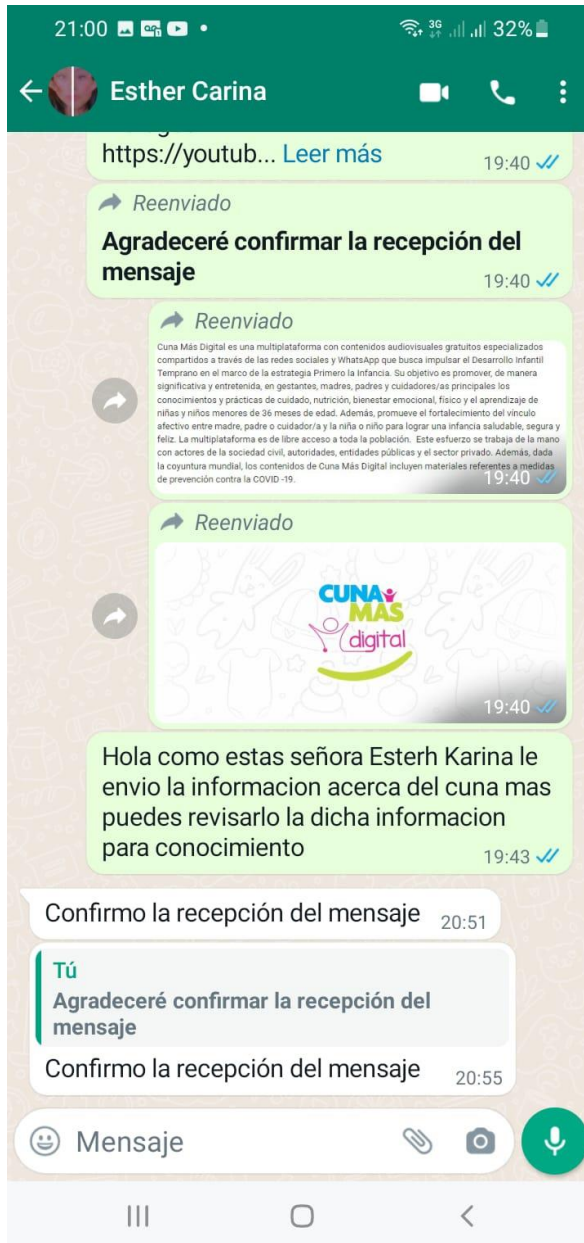 21:00 3G 32%
Esther Carina
https://youtub... Leer más 19:40
Reenviado
Agradeceré confirmar la recepción del
mensaje 19:40
Reenviado
Cuna Más Digital es una multiplataforma con contenidos audiovisuales gratuitos especializados
compartidos a través de las redes sociales y WhatsApp que busca impulsar el Desarrollo Infantil
Temprano en el marco de la estrategia Primero la Infancia. Su objetivo es promover, de manera
significativa y entretenida, en gestantes, madres, padres y cuidadores/as principales los
conocimientos y prácticas de cuidado, nutrición, bienestar emocional, físico y el aprendizaje de
niñas y niños menores de 36 meses de edad. Además, promueve el fortalecimiento del vínculo
afectivo entre madre, padre o cuidador/a y la niña o niño para lograr una infancia saludable, segura y
feliz. La multiplataforma es de libre acceso a toda la población. Este esfuerzo se trabaja de la mano
con actores de la sociedad civil, autoridades, entidades públicas y el sector privado. Además, dada
la coyuntura mundial, los contenidos de Cuna Más Digital incluyen materiales referentes a medidas
de prevención contra la COVID -19. 19:40
Reenviado
CUNA
MAS
digital
19:40
Hola como estas señora Esterh Karina le
envio la informacion acerca del cuna mas
puedes revisarlo la dicha informacion
para conocimiento 19:43
Confirmo la recepción del mensaje 20:51
Tú
Agradeceré confirmar la recepción del
mensaje
Confirmo la recepción del mensaje 20:55
Mensaje